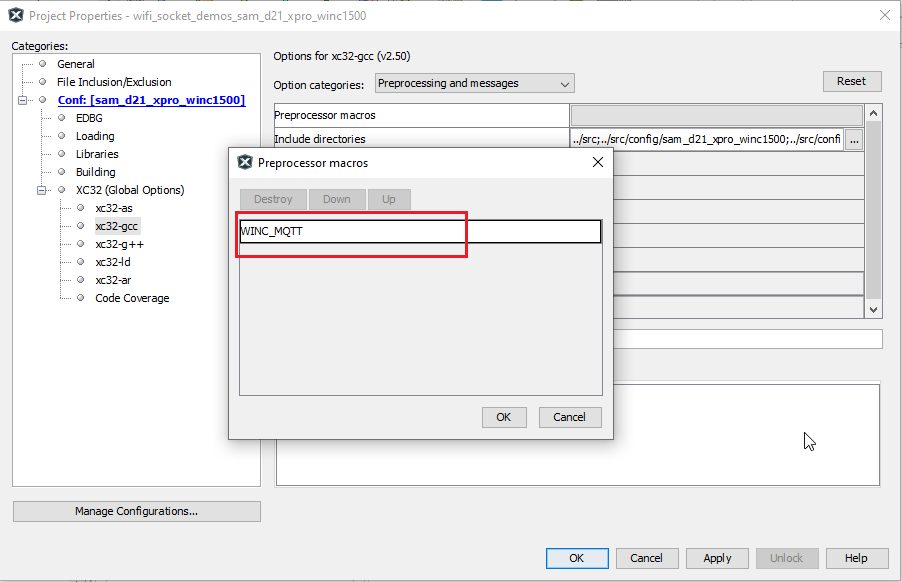 Project Properties - wifi_socket_demos_sam_d21_xpro_winc1500
Categories:
General
File Inclusion/Exclusion
Conf: [sam_d21_xpro_winc1500]
EDBG
Loading
Libraries
Building
XC32 (Global Options)
xc32-as
xc32-gcc
xc32-g++
xc32-ld
xc32-ar
Code Coverage
Manage Configurations...
Options for xc32-gcc (v2.50)
Option categories: Preprocessing and messages Reset
Preprocessor macros
Include directories ../src;../src/config/sam_d21_xpro_winc1500;../src/confi ...
Preprocessor macros
Destroy Down Up
WINC_MQTT
OK Cancel
OK Cancel Apply Unlock Help